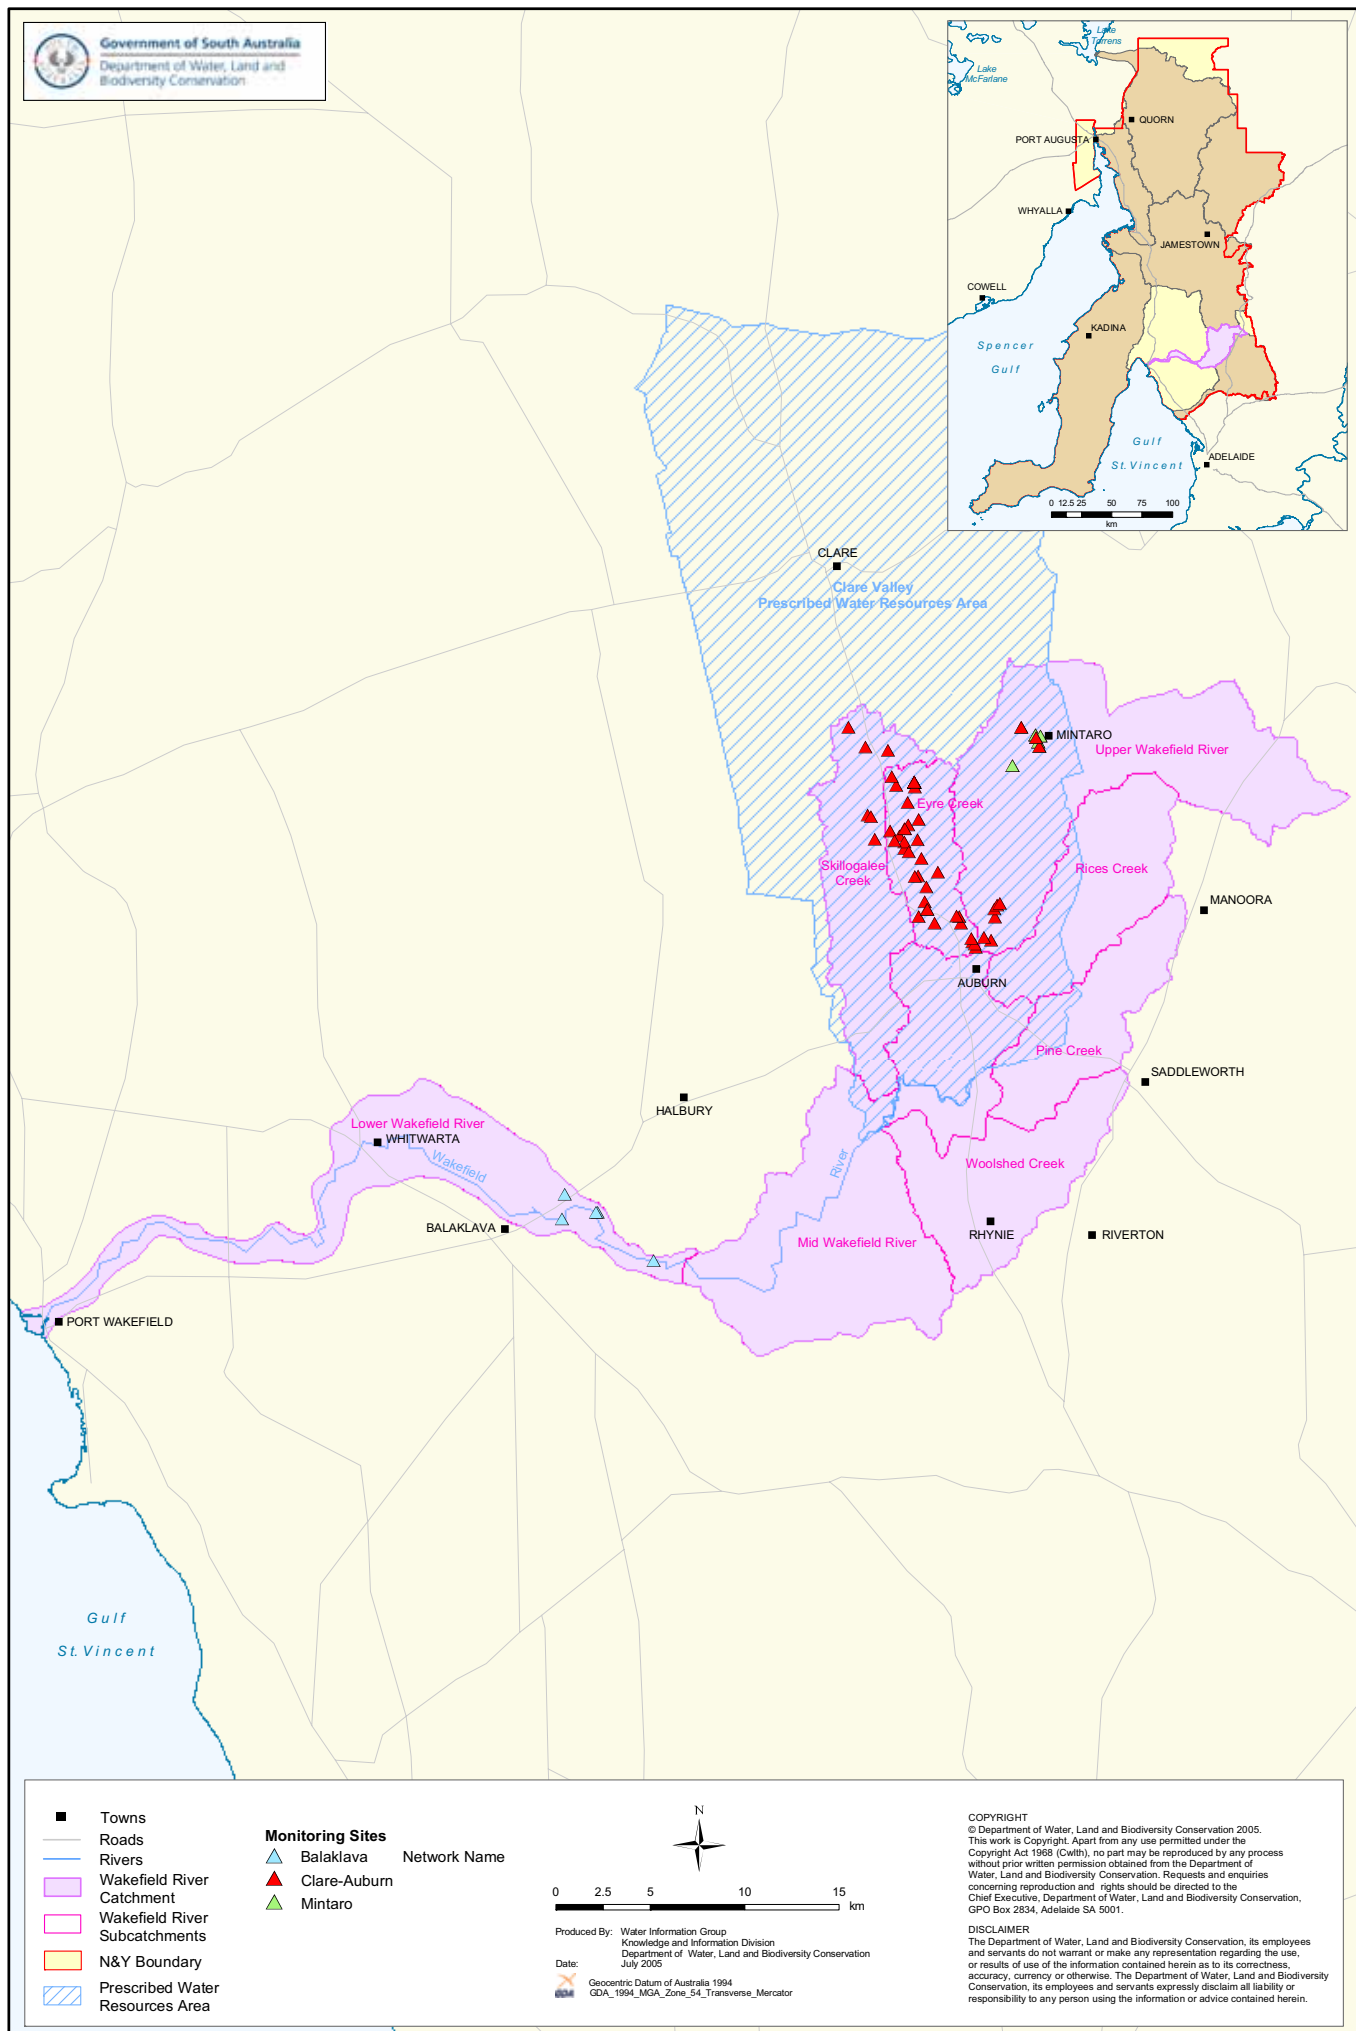 Government of South Australia
Department of Water, Land and
Biodiversity Conservation
Lake
Torrens
Lake
McFarlane
QUORN
PORT AUGUSTA
WHYALLA
JAMESTOWN
COWELL
KADINA
Spencer
Gulf
Gulf
St.Vincent
ADELAIDE
0 12.5 25 50 75 100
km
CLARE
Clare Valley
Prescribed Water Resources Area
MINTARO
Upper Wakefield River
Eyre Creek
Skillogalee
Creek
Rices Creek
MANOORA
AUBURN
Pine Creek
SADDLEWORTH
HALBURY
Lower Wakefield River
WHITWARTA
Wakefield
River
Woolshed Creek
BALAKLAVA
Mid Wakefield River
RHYNIE
RIVERTON
PORT WAKEFIELD
Gulf
St.Vincent
Towns
Roads
Rivers
Wakefield River
Catchment
Wakefield River
Subcatchments
N&Y Boundary
Prescribed Water
Resources Area
Monitoring Sites
Balaklava Network Name
Clare-Auburn
Mintaro
N
0 2.5 5 10 15
km
Produced By: Water Information Group
Knowledge and Information Division
Department of Water, Land and Biodiversity Conservation
Date: July 2005
GDA
Geocentric Datum of Australia 1994
GDA_1994_MGA_Zone_54_Transverse_Mercator
COPYRIGHT
© Department of Water, Land and Biodiversity Conservation 2005.
This work is Copyright. Apart from any use permitted under the
Copyright Act 1968 (Cwlth), no part may be reproduced by any process
without prior written permission obtained from the Department of
Water, Land and Biodiversity Conservation. Requests and enquiries
concerning reproduction and rights should be directed to the
Chief Executive, Department of Water, Land and Biodiversity Conservation,
GPO Box 2834, Adelaide SA 5001.
DISCLAIMER
The Department of Water, Land and Biodiversity Conservation, its employees
and servants do not warrant or make any representation regarding the use,
or results of use of the information contained herein as to its correctness,
accuracy, currency or otherwise. The Department of Water, Land and Biodiversity
Conservation, its employees and servants expressly disclaim all liability or
responsibility to any person using the information or advice contained herein.